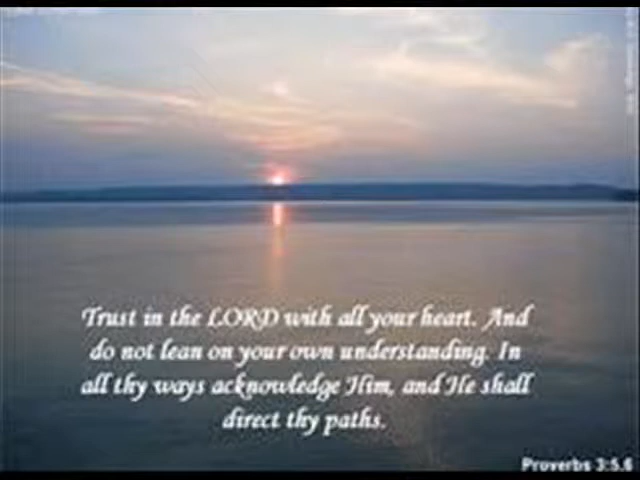 Trust in the LORD with all your heart. And
do not lean on your own understanding. In
all thy ways acknowledge Him, and He shall
direct thy paths.
Proverbs 3:5,6